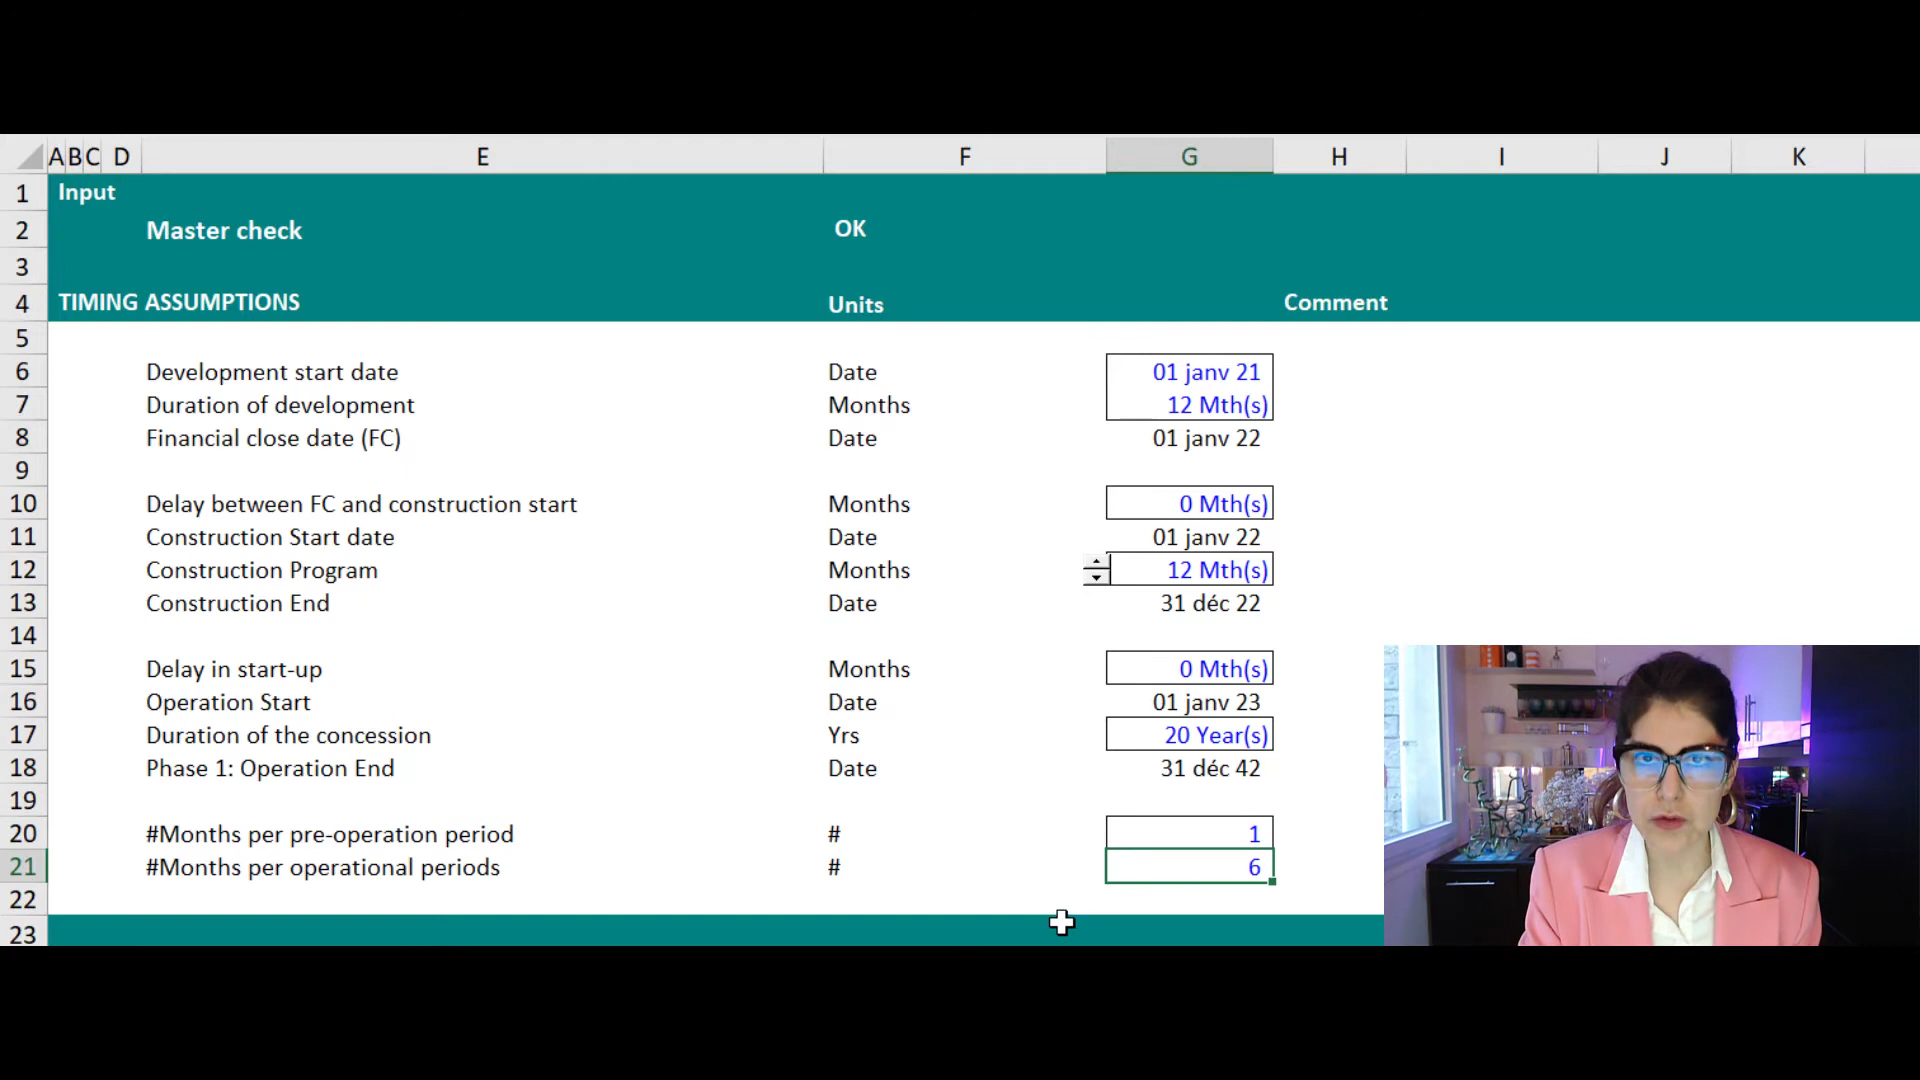 A B C D E F G H I J K
1 Input
2 Master check OK
3
4 TIMING ASSUMPTIONS Units Comment
5
6 Development start date Date 01 janv 21
7 Duration of development Months 12 Mth(s)
8 Financial close date (FC) Date 01 janv 22
9
10 Delay between FC and construction start Months 0 Mth(s)
11 Construction Start date Date 01 janv 22
12 Construction Program Months 12 Mth(s)
13 Construction End Date 31 déc 22
14
15 Delay in start-up Months 0 Mth(s)
16 Operation Start Date 01 janv 23
17 Duration of the concession Yrs 20 Year(s)
18 Phase 1: Operation End Date 31 déc 42
19
20 #Months per pre-operation period # 1
21 #Months per operational periods # 6
22
23